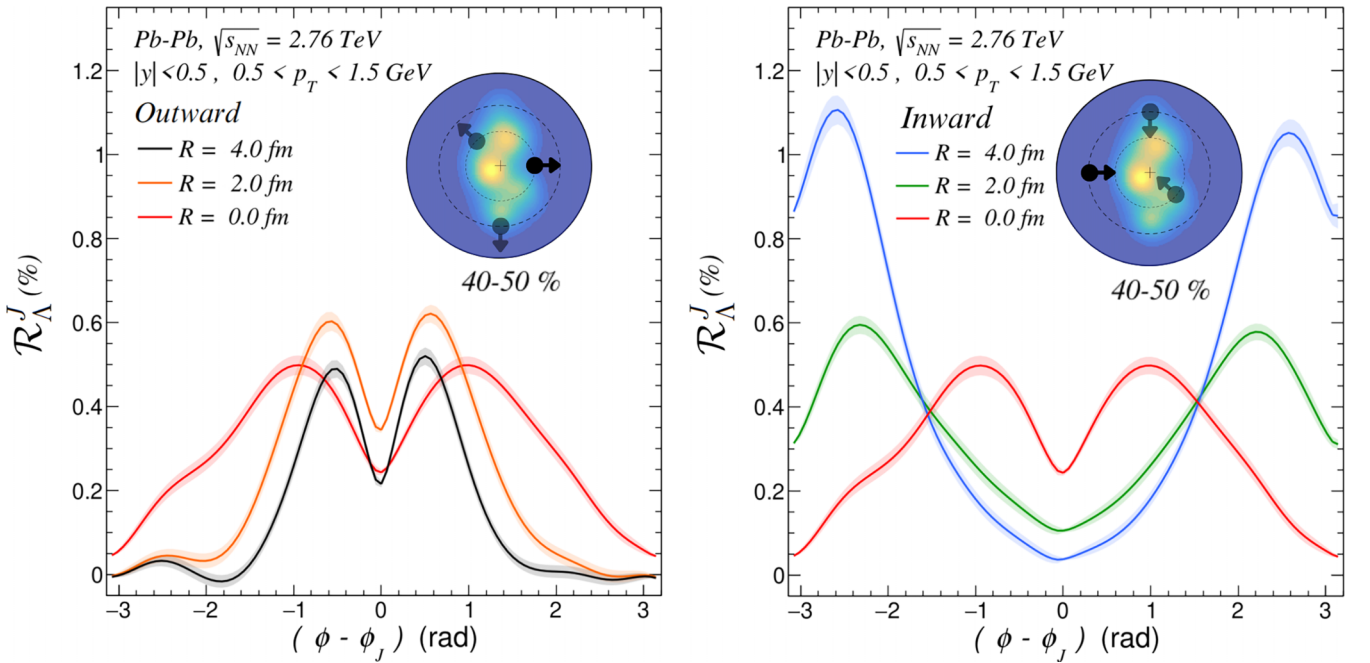 Pb-Pb, √s_NN = 2.76 TeV
|y|<0.5 , 0.5 < p_T < 1.5 GeV
Outward
R = 4.0 fm
R = 2.0 fm
R = 0.0 fm
40-50 %
1.2
1
0.8
0.6
0.4
0.2
0
−3
−2
−1
0
1
2
3
ℛ_Λ^J (%)
( ϕ - ϕ_J ) (rad)
Pb-Pb, √s_NN = 2.76 TeV
|y|<0.5 , 0.5 < p_T < 1.5 GeV
Inward
R = 4.0 fm
R = 2.0 fm
R = 0.0 fm
40-50 %
1.2
1
0.8
0.6
0.4
0.2
0
−3
−2
−1
0
1
2
3
ℛ_Λ^J (%)
( ϕ - ϕ_J ) (rad)